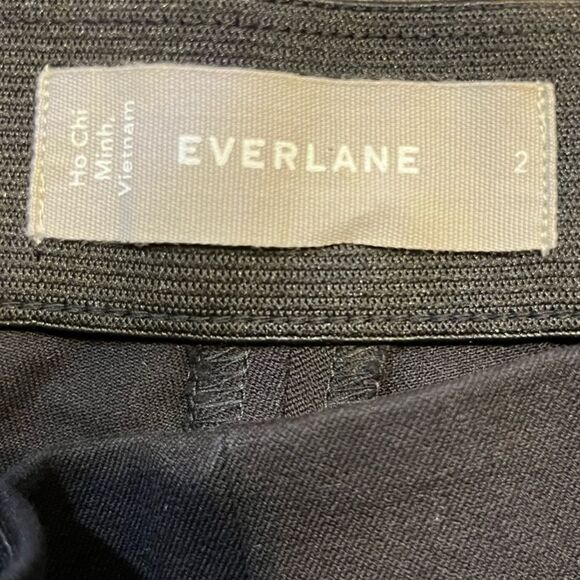 Ho Chi
Minh,
Vietnam
EVERLANE
2